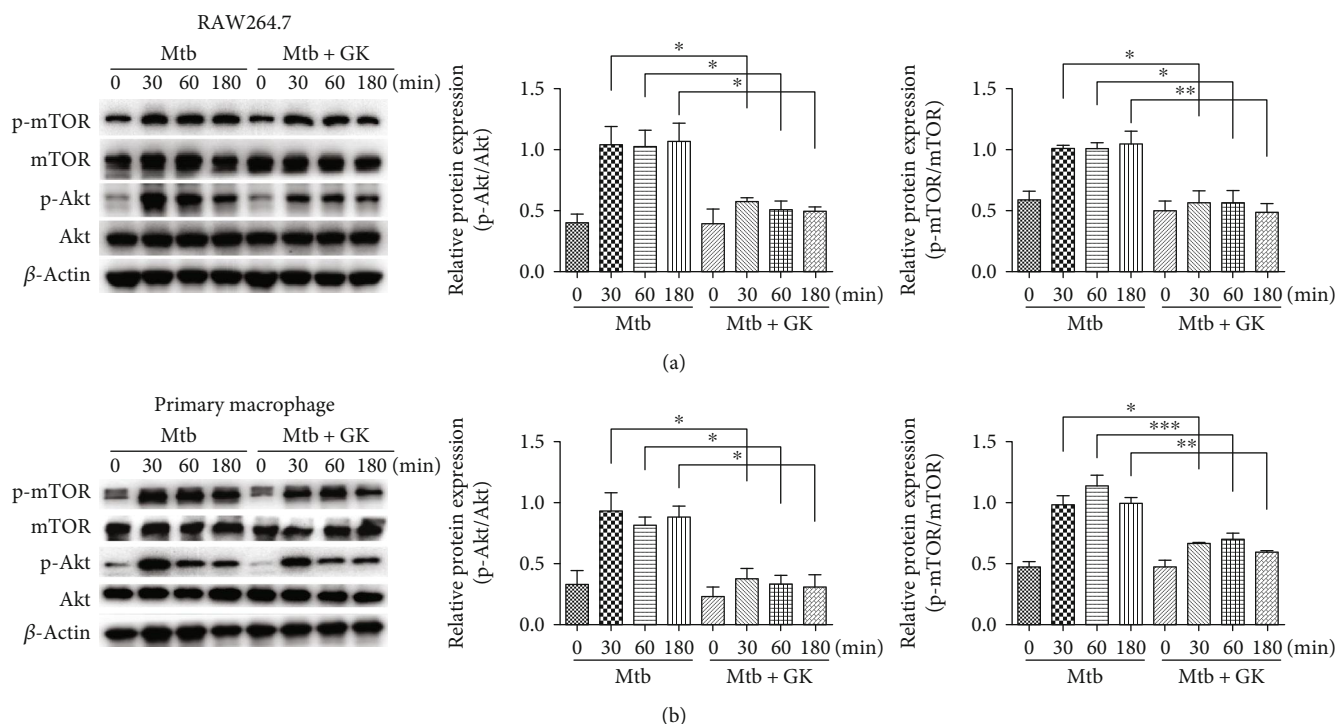 RAW264.7
Mtb Mtb + GK
0 30 60 180 0 30 60 180 (min)
p-mTOR
mTOR
p-Akt
Akt
β-Actin
Relative protein expression
(p-Akt/Akt)
1.5
1.0
0.5
0.0
*
*
*
0 30 60 180 0 30 60 180 (min)
Mtb Mtb + GK
Relative protein expression
(p-mTOR/mTOR)
1.5
1.0
0.5
0.0
*
*
**
0 30 60 180 0 30 60 180 (min)
Mtb Mtb + GK
(a)
Primary macrophage
Mtb Mtb + GK
0 30 60 180 0 30 60 180 (min)
p-mTOR
mTOR
p-Akt
Akt
β-Actin
Relative protein expression
(p-Akt/Akt)
1.5
1.0
0.5
0.0
*
*
*
0 30 60 180 0 30 60 180 (min)
Mtb Mtb + GK
Relative protein expression
(p-mTOR/mTOR)
1.5
1.0
0.5
0.0
*
***
**
0 30 60 180 0 30 60 180 (min)
Mtb Mtb + GK
(b)